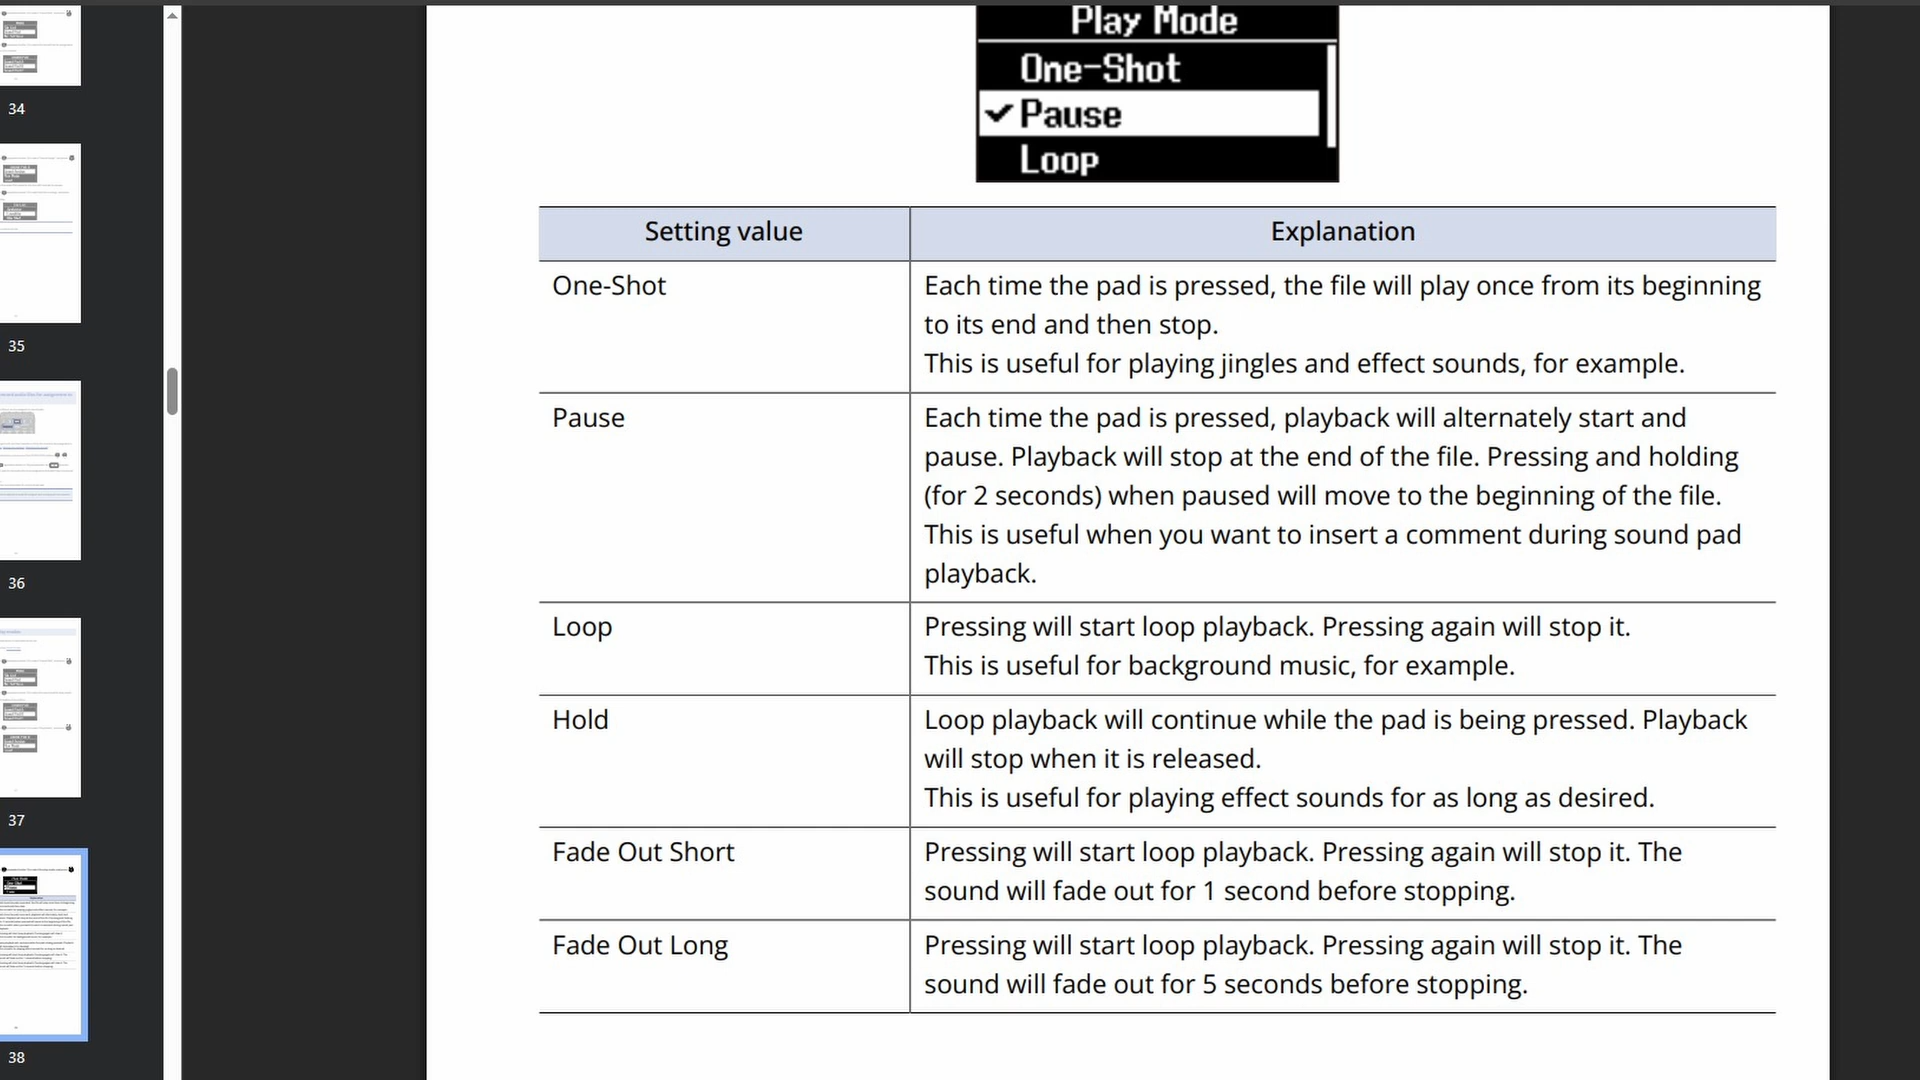 Play Mode
One-Shot
Pause
Loop
Setting value
Explanation
One-Shot
Each time the pad is pressed, the file will play once from its beginning
to its end and then stop.
This is useful for playing jingles and effect sounds, for example.
Pause
Each time the pad is pressed, playback will alternately start and
pause. Playback will stop at the end of the file. Pressing and holding
(for 2 seconds) when paused will move to the beginning of the file.
This is useful when you want to insert a comment during sound pad
playback.
Loop
Pressing will start loop playback. Pressing again will stop it.
This is useful for background music, for example.
Hold
Loop playback will continue while the pad is being pressed. Playback
will stop when it is released.
This is useful for playing effect sounds for as long as desired.
Fade Out Short
Pressing will start loop playback. Pressing again will stop it. The
sound will fade out for 1 second before stopping.
Fade Out Long
Pressing will start loop playback. Pressing again will stop it. The
sound will fade out for 5 seconds before stopping.
34
35
36
37
38